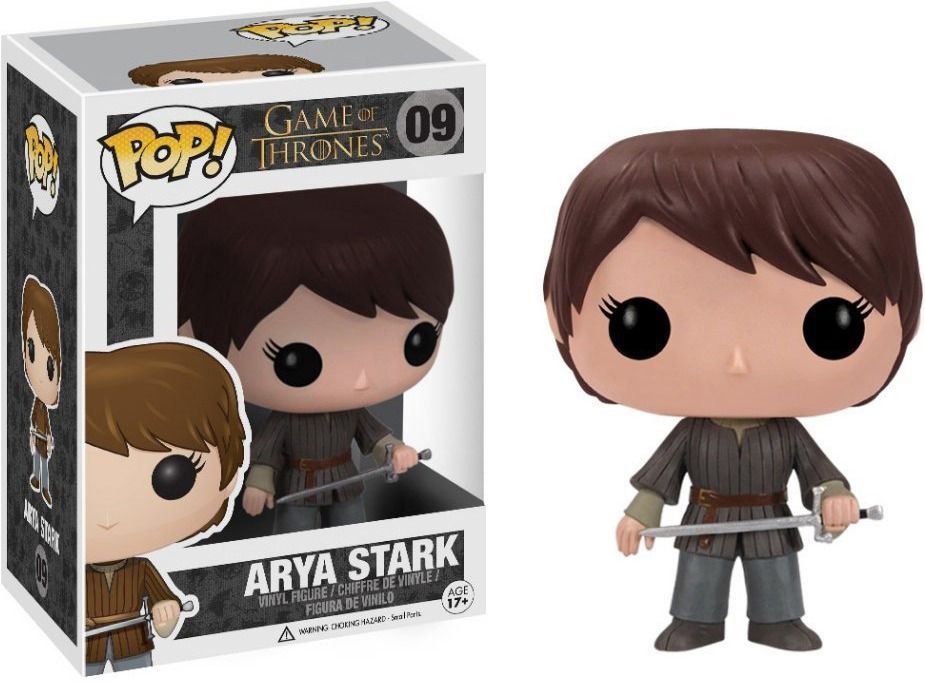 POP!
POP!
POP!
GAME OF
THRONES
09
ARYA STARK
09
ARYA STARK
VINYL FIGURE / CHIFFRE DE VINYLE /
FIGURA DE VINILO
AGE
17+
WARNING: CHOKING HAZARD - Small Parts.